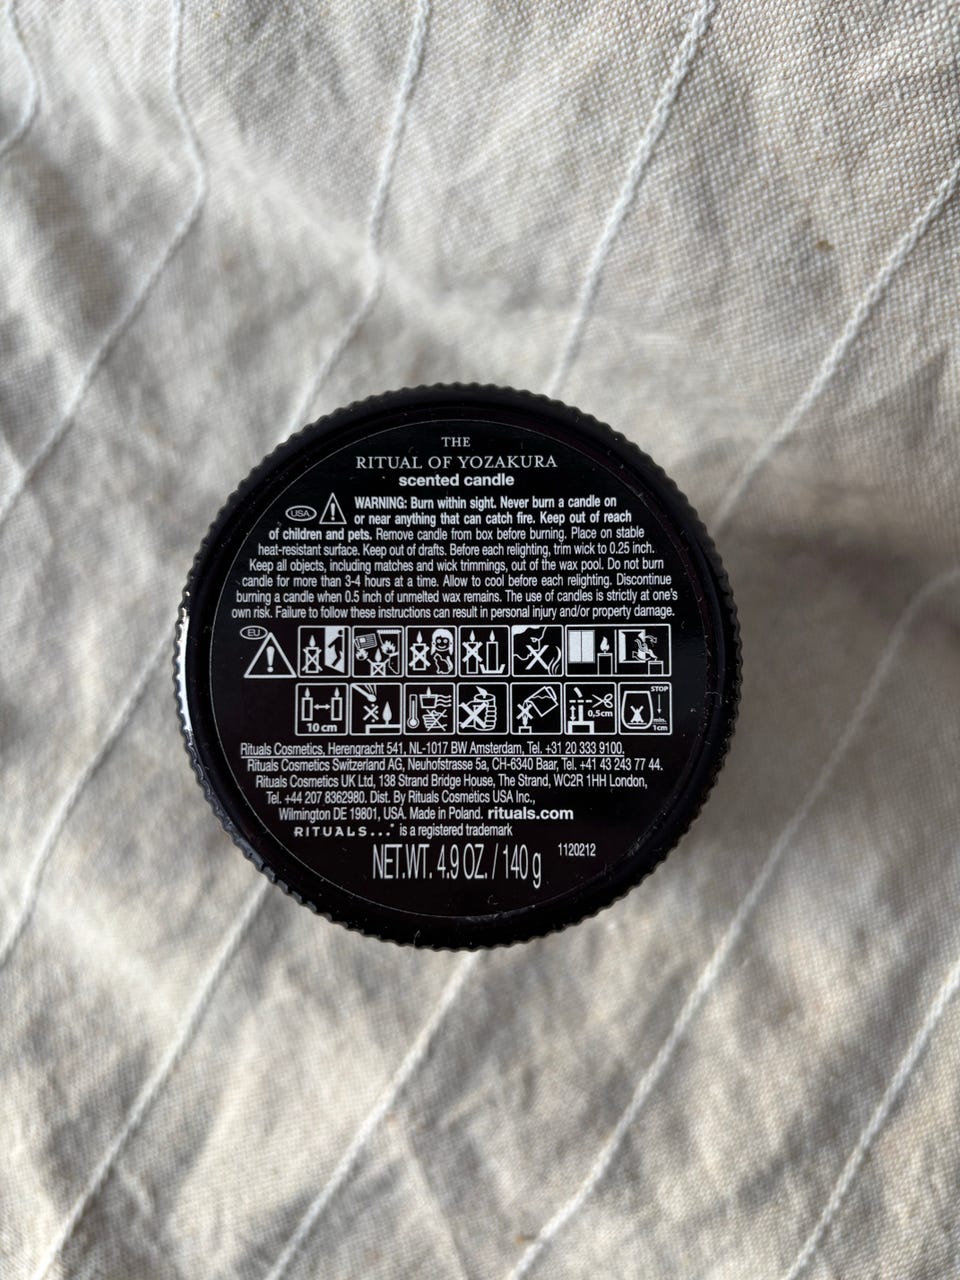 THE
RITUAL OF YOZAKURA
scented candle
USA WARNING: Burn within sight. Never burn a candle on
or near anything that can catch fire. Keep out of reach
of children and pets. Remove candle from box before burning. Place on stable
heat-resistant surface. Keep out of drafts. Before each relighting, trim wick to 0.25 inch.
Keep all objects, including matches and wick trimmings, out of the wax pool. Do not burn
candle for more than 3-4 hours at a time. Allow to cool before each relighting. Discontinue
burning a candle when 0.5 inch of unmelted wax remains. The use of candles is strictly at one's
own risk. Failure to follow these instructions can result in personal injury and/or property damage.
EU
10 cm 0,5cm STOP min. 1cm
Rituals Cosmetics, Herengracht 541, NL-1017 BW Amsterdam, Tel. +31 20 333 9100,
Rituals Cosmetics Switzerland AG, Neuhofstrasse 5a, CH-6340 Baar, Tel. +41 43 243 77 44.
Rituals Cosmetics UK Ltd, 138 Strand Bridge House, The Strand, WC2R 1HH London,
Tel. +44 207 8362980. Dist. By Rituals Cosmetics USA Inc.,
Wilmington DE 19801, USA. Made in Poland. rituals.com
RITUALS...® is a registered trademark
NET.WT. 4.9 OZ. / 140 g 1120212